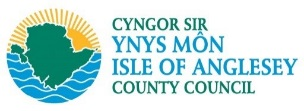 CYNGOR SIR
YNYS MÔN
ISLE OF ANGLESEY
COUNTY COUNCIL